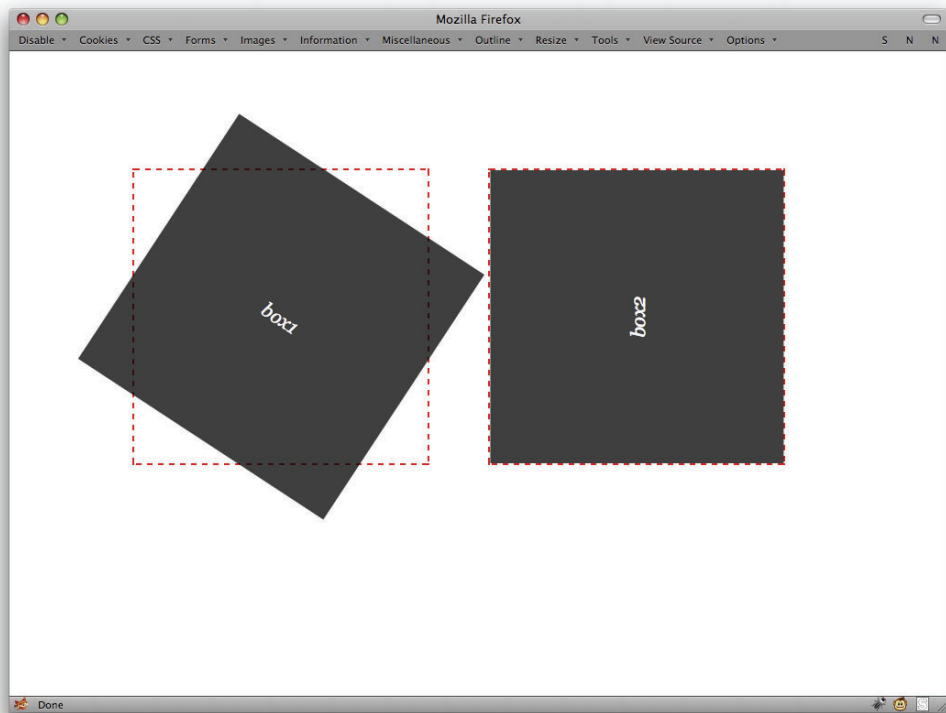 Mozilla Firefox
Disable Cookies CSS Forms Images Information Miscellaneous Outline Resize Tools View Source Options S N N
box1
box2
Done